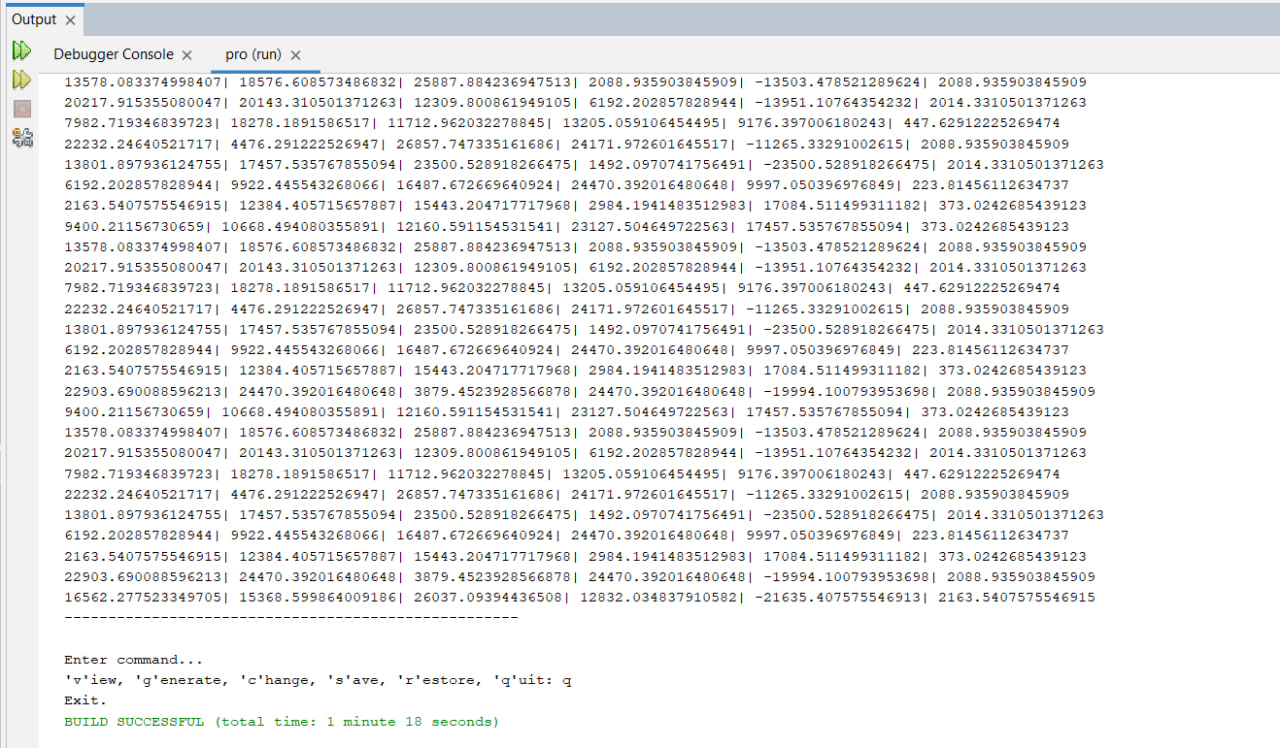 Output ×
Debugger Console × pro (run) ×
13578.083374998407| 18576.608573486832| 25887.884236947513| 2088.935903845909| -13503.478521289624| 2088.935903845909
20217.915355080047| 20143.310501371263| 12309.800861949105| 6192.202857828944| -13951.10764354232| 2014.3310501371263
7982.719346839723| 18278.1891586517| 11712.962032278845| 13205.059106454495| 9176.397006180243| 447.62912225269474
22232.24640521717| 4476.291222526947| 26857.747335161686| 24171.972601645517| -11265.33291002615| 2088.935903845909
13801.897936124755| 17457.535767855094| 23500.528918266475| 1492.0970741756491| -23500.528918266475| 2014.3310501371263
6192.202857828944| 9922.445543268066| 16487.672669640924| 24470.392016480648| 9997.050396976849| 223.81456112634737
2163.5407575546915| 12384.405715657887| 15443.204717717968| 2984.1941483512983| 17084.511499311182| 373.0242685439123
9400.21156730659| 10668.494080355891| 12160.591154531541| 23127.504649722563| 17457.535767855094| 373.0242685439123
13578.083374998407| 18576.608573486832| 25887.884236947513| 2088.935903845909| -13503.478521289624| 2088.935903845909
20217.915355080047| 20143.310501371263| 12309.800861949105| 6192.202857828944| -13951.10764354232| 2014.3310501371263
7982.719346839723| 18278.1891586517| 11712.962032278845| 13205.059106454495| 9176.397006180243| 447.62912225269474
22232.24640521717| 4476.291222526947| 26857.747335161686| 24171.972601645517| -11265.33291002615| 2088.935903845909
13801.897936124755| 17457.535767855094| 23500.528918266475| 1492.0970741756491| -23500.528918266475| 2014.3310501371263
6192.202857828944| 9922.445543268066| 16487.672669640924| 24470.392016480648| 9997.050396976849| 223.81456112634737
2163.5407575546915| 12384.405715657887| 15443.204717717968| 2984.1941483512983| 17084.511499311182| 373.0242685439123
22903.690088596213| 24470.392016480648| 3879.4523928566878| 24470.392016480648| -19994.100793953698| 2088.935903845909
9400.21156730659| 10668.494080355891| 12160.591154531541| 23127.504649722563| 17457.535767855094| 373.0242685439123
13578.083374998407| 18576.608573486832| 25887.884236947513| 2088.935903845909| -13503.478521289624| 2088.935903845909
20217.915355080047| 20143.310501371263| 12309.800861949105| 6192.202857828944| -13951.10764354232| 2014.3310501371263
7982.719346839723| 18278.1891586517| 11712.962032278845| 13205.059106454495| 9176.397006180243| 447.62912225269474
22232.24640521717| 4476.291222526947| 26857.747335161686| 24171.972601645517| -11265.33291002615| 2088.935903845909
13801.897936124755| 17457.535767855094| 23500.528918266475| 1492.0970741756491| -23500.528918266475| 2014.3310501371263
6192.202857828944| 9922.445543268066| 16487.672669640924| 24470.392016480648| 9997.050396976849| 223.81456112634737
2163.5407575546915| 12384.405715657887| 15443.204717717968| 2984.1941483512983| 17084.511499311182| 373.0242685439123
22903.690088596213| 24470.392016480648| 3879.4523928566878| 24470.392016480648| -19994.100793953698| 2088.935903845909
16562.277523349705| 15368.599864009186| 26037.09394436508| 12832.034837910582| -21635.407575546913| 2163.5407575546915
----------------------------------------------------
Enter command...
'v'iew, 'g'enerate, 'c'hange, 's'ave, 'r'estore, 'q'uit: q
Exit.
BUILD SUCCESSFUL (total time: 1 minute 18 seconds)